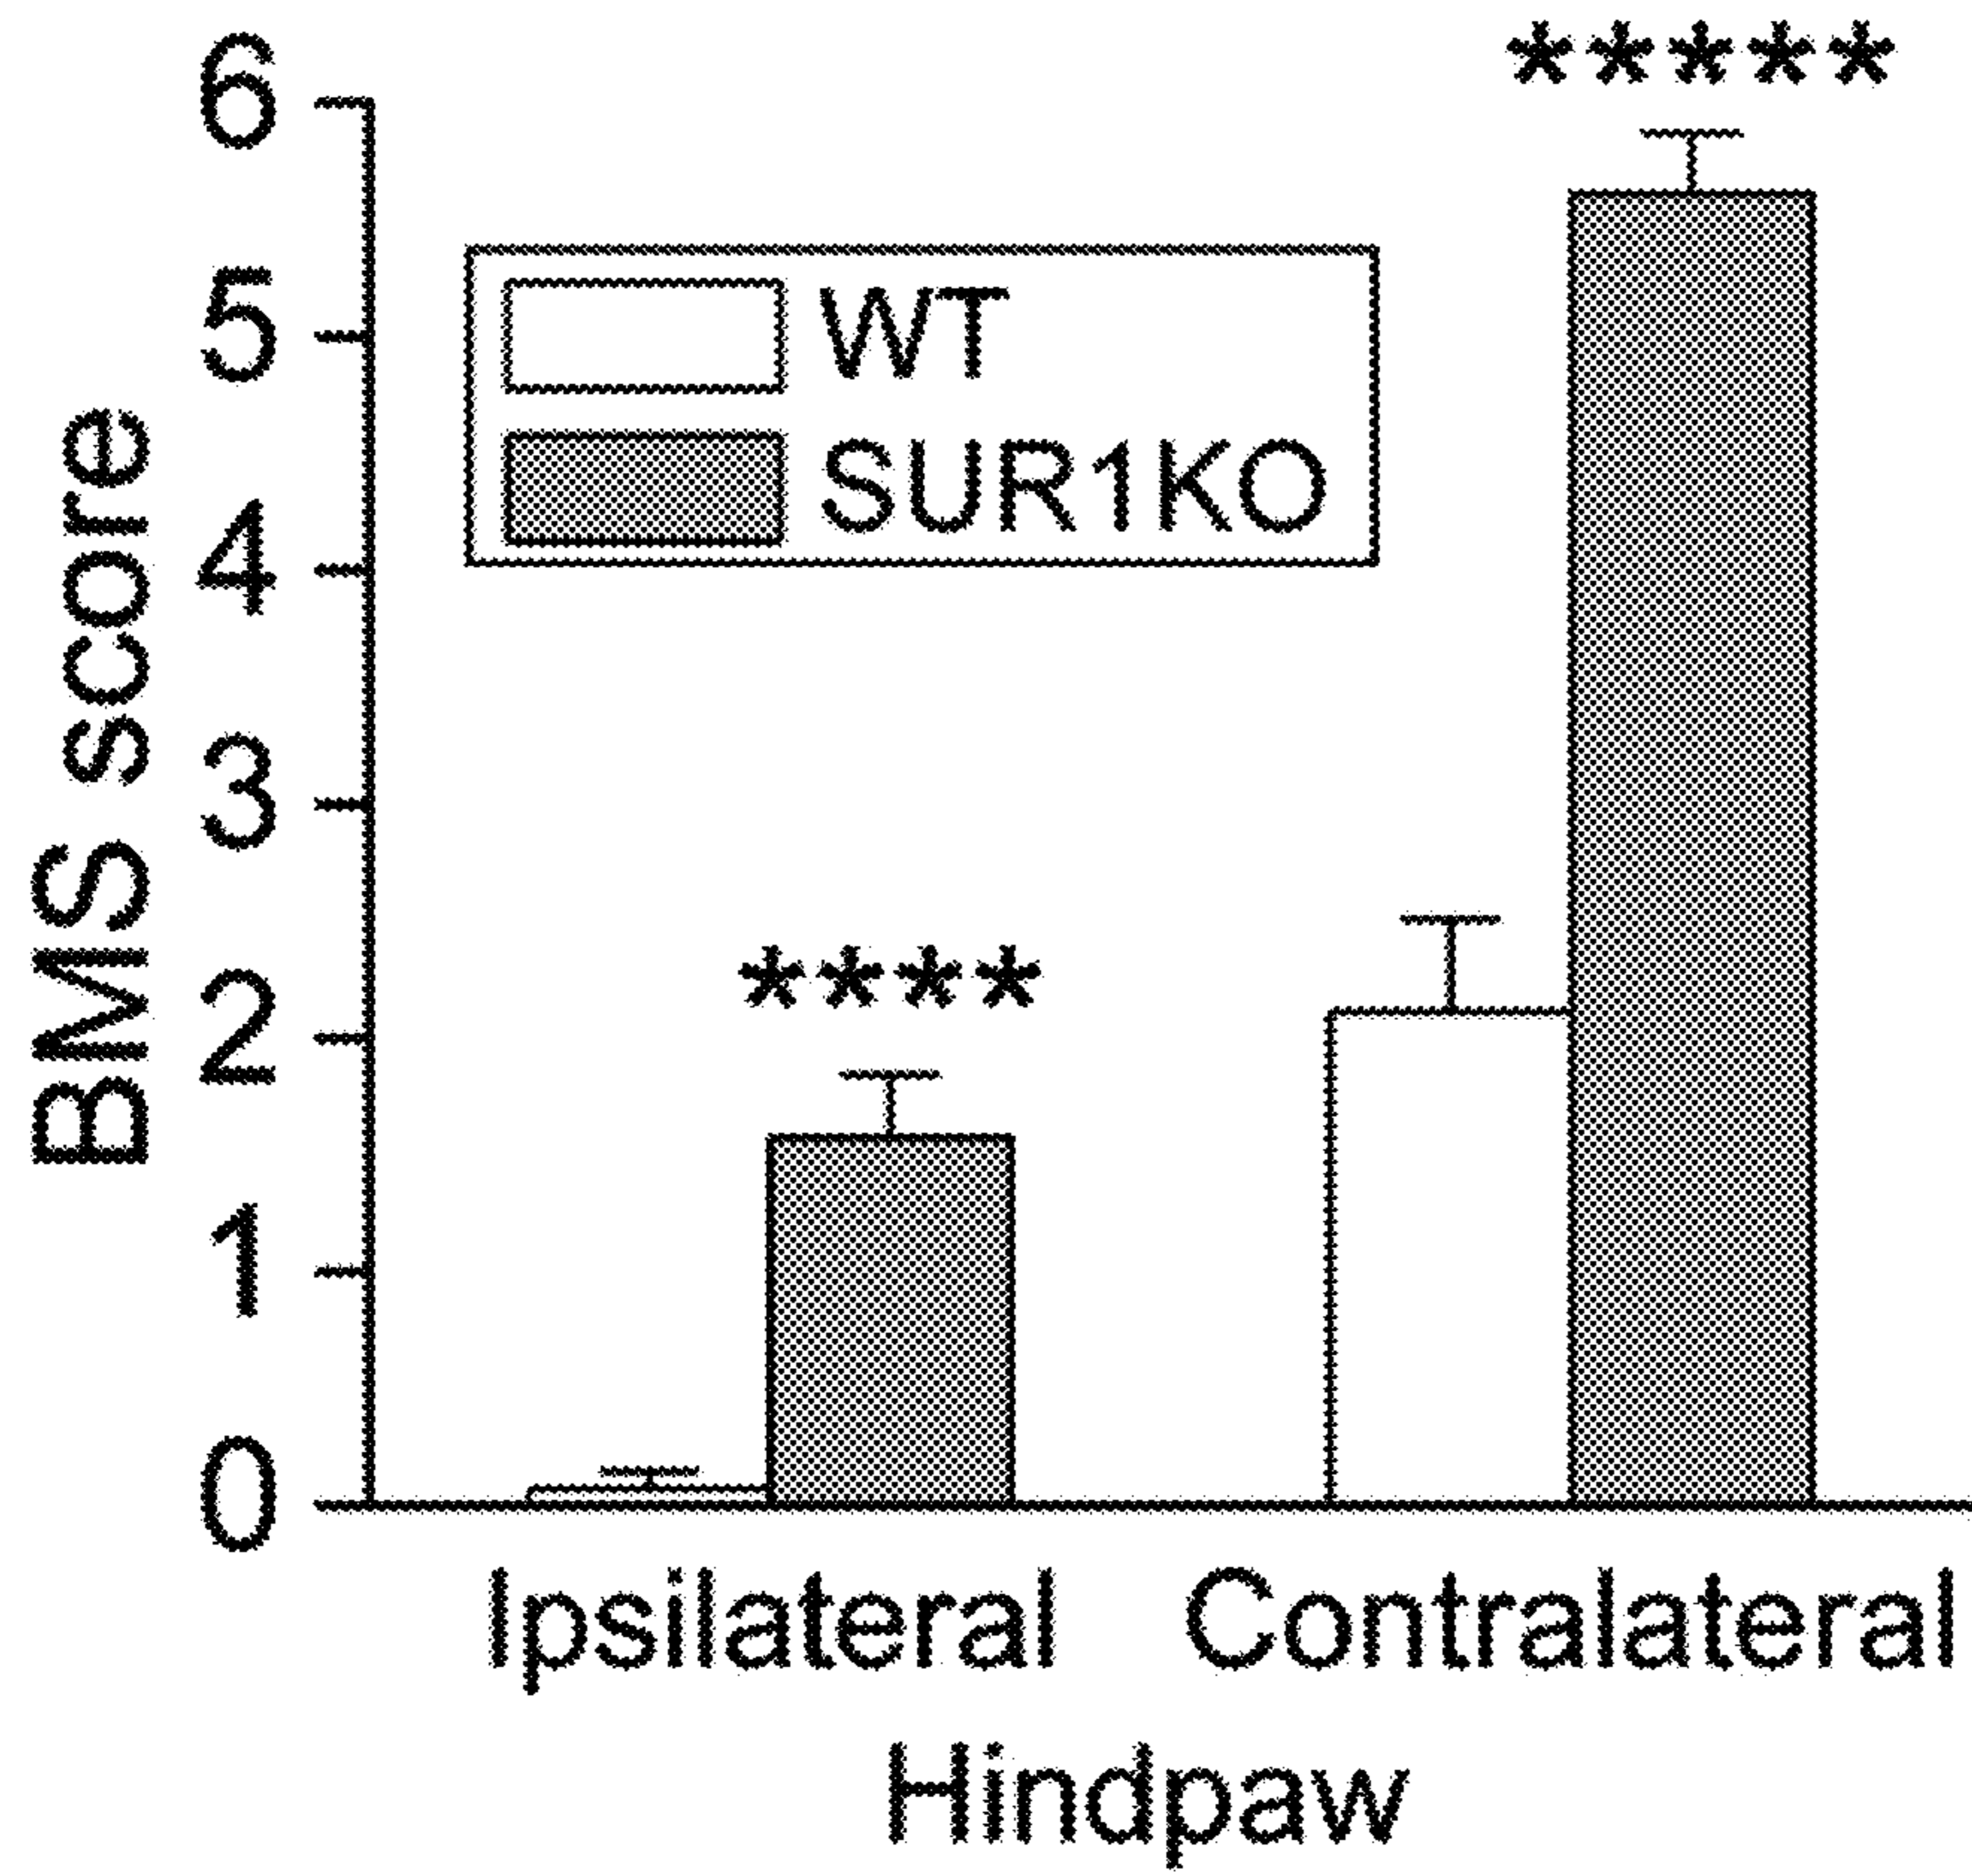 *****
6
5
4
3
2
1
0
BMS score
WT
SUR1KO
****
Ipsilateral Contralateral
Hindpaw